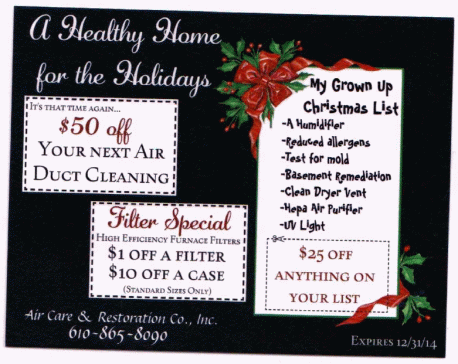 A Healthy Home
for the Holidays
IT'S THAT TIME AGAIN...
$50 off
YOUR NEXT AIR
DUCT CLEANING
Filter Special
HIGH EFFICIENCY FURNACE FILTERS
$1 OFF A FILTER
$10 OFF A CASE
(STANDARD SIZES ONLY)
Air Care & Restoration Co., Inc.
610-865-8090
My Grown Up
Christmas List
-A Humidifier
-Reduced allergens
-Test for mold
-Basement Remediation
-Clean Dryer Vent
-Hepa Air Purifier
-UV Light
$25 OFF
ANYTHING ON
YOUR LIST
EXPIRES 12/31/14